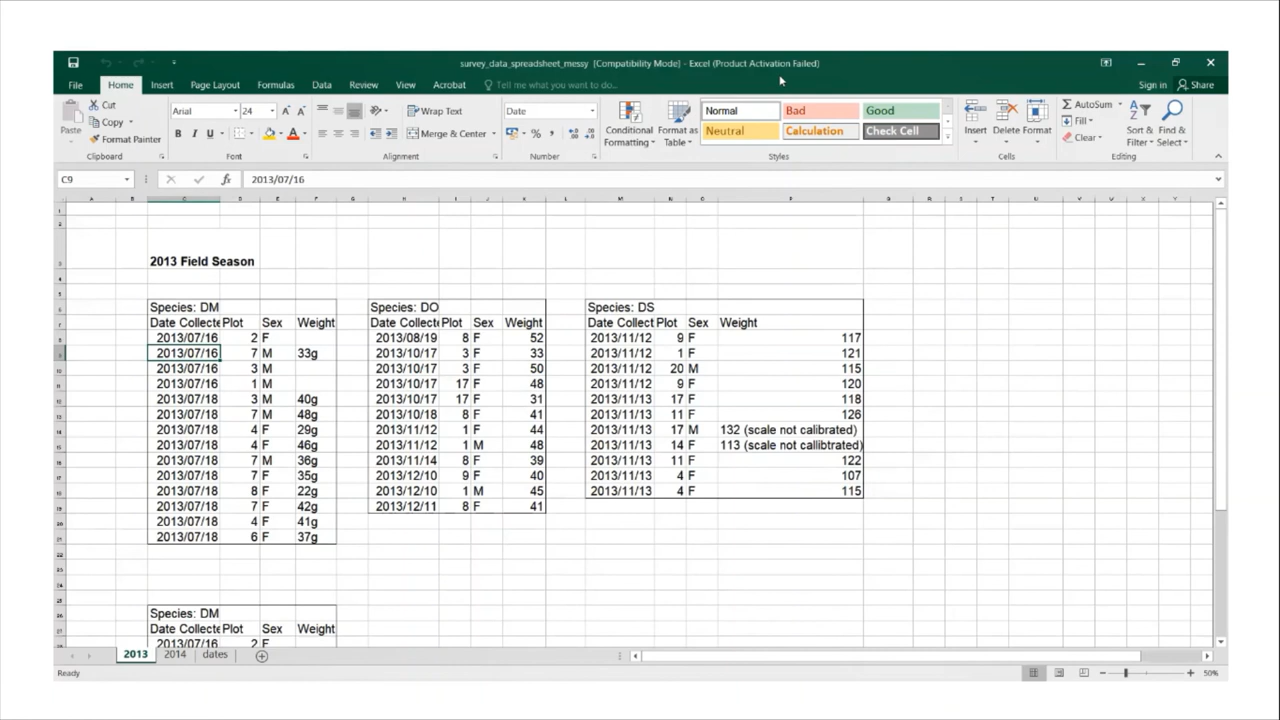 survey_data_spreadsheet_messy [Compatibility Mode] - Excel (Product Activation Failed)
File Home Insert Page Layout Formulas Data Review View Acrobat Tell me what you want to do... Sign in Share
Cut Arial 24 Wrap Text Date Normal Bad Good AutoSum
Copy Fill
Paste Format Painter B I U Merge & Center % Conditional Formatting Format as Table Neutral Calculation Check Cell Insert Delete Format Clear Sort & Filter Find & Select
Clipboard Font Alignment Number Styles Cells Editing
C9 fx 2013/07/16
2013 Field Season
Species: DM Species: DO Species: DS
Date Collecte Plot Sex Weight Date Collecte Plot Sex Weight Date Collect Plot Sex Weight
2013/07/16 2 F 2013/08/19 8 F 52 2013/11/12 9 F 117
2013/07/16 7 M 33g 2013/10/17 3 F 33 2013/11/12 1 F 121
2013/07/16 3 M 2013/10/17 3 F 50 2013/11/12 20 M 115
2013/07/16 1 M 2013/10/17 17 F 48 2013/11/12 9 F 120
2013/07/18 3 M 40g 2013/10/17 17 F 31 2013/11/13 17 F 118
2013/07/18 7 M 48g 2013/10/18 8 F 41 2013/11/13 11 F 126
2013/07/18 4 F 29g 2013/11/12 1 F 44 2013/11/13 17 M 132 (scale not calibrated)
2013/07/18 4 F 46g 2013/11/12 1 M 48 2013/11/13 14 F 113 (scale not callibtrated)
2013/07/18 7 M 36g 2013/11/14 8 F 39 2013/11/13 11 F 122
2013/07/18 7 F 35g 2013/12/10 9 F 40 2013/11/13 4 F 107
2013/07/18 8 F 22g 2013/12/10 1 M 45 2013/11/13 4 F 115
2013/07/18 7 F 42g 2013/12/11 8 F 41
2013/07/18 4 F 41g
2013/07/18 6 F 37g
Species: DM
Date Collecte Plot Sex Weight
2013/07/16 2 F
2013 2014 dates
Ready 50%